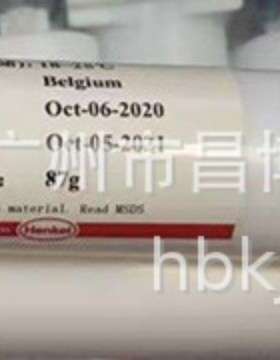 Belgium
Oct-06-2020
Oct-05-2021
87g
material. Read MSDS
Henkel
广州市昌
hbk